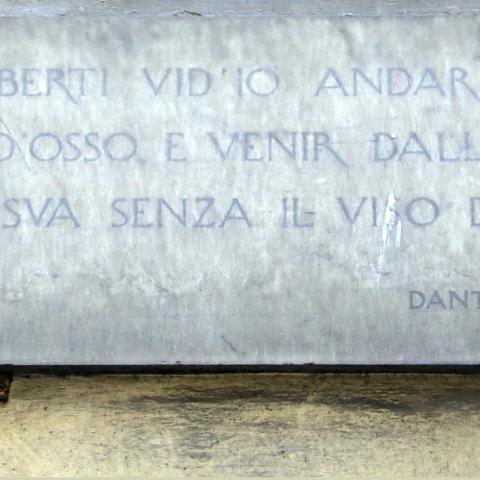 BERTI VID'IO ANDAR
D'OSSO, E VENIR DALL
SVA SENZA IL VISO D
DANT